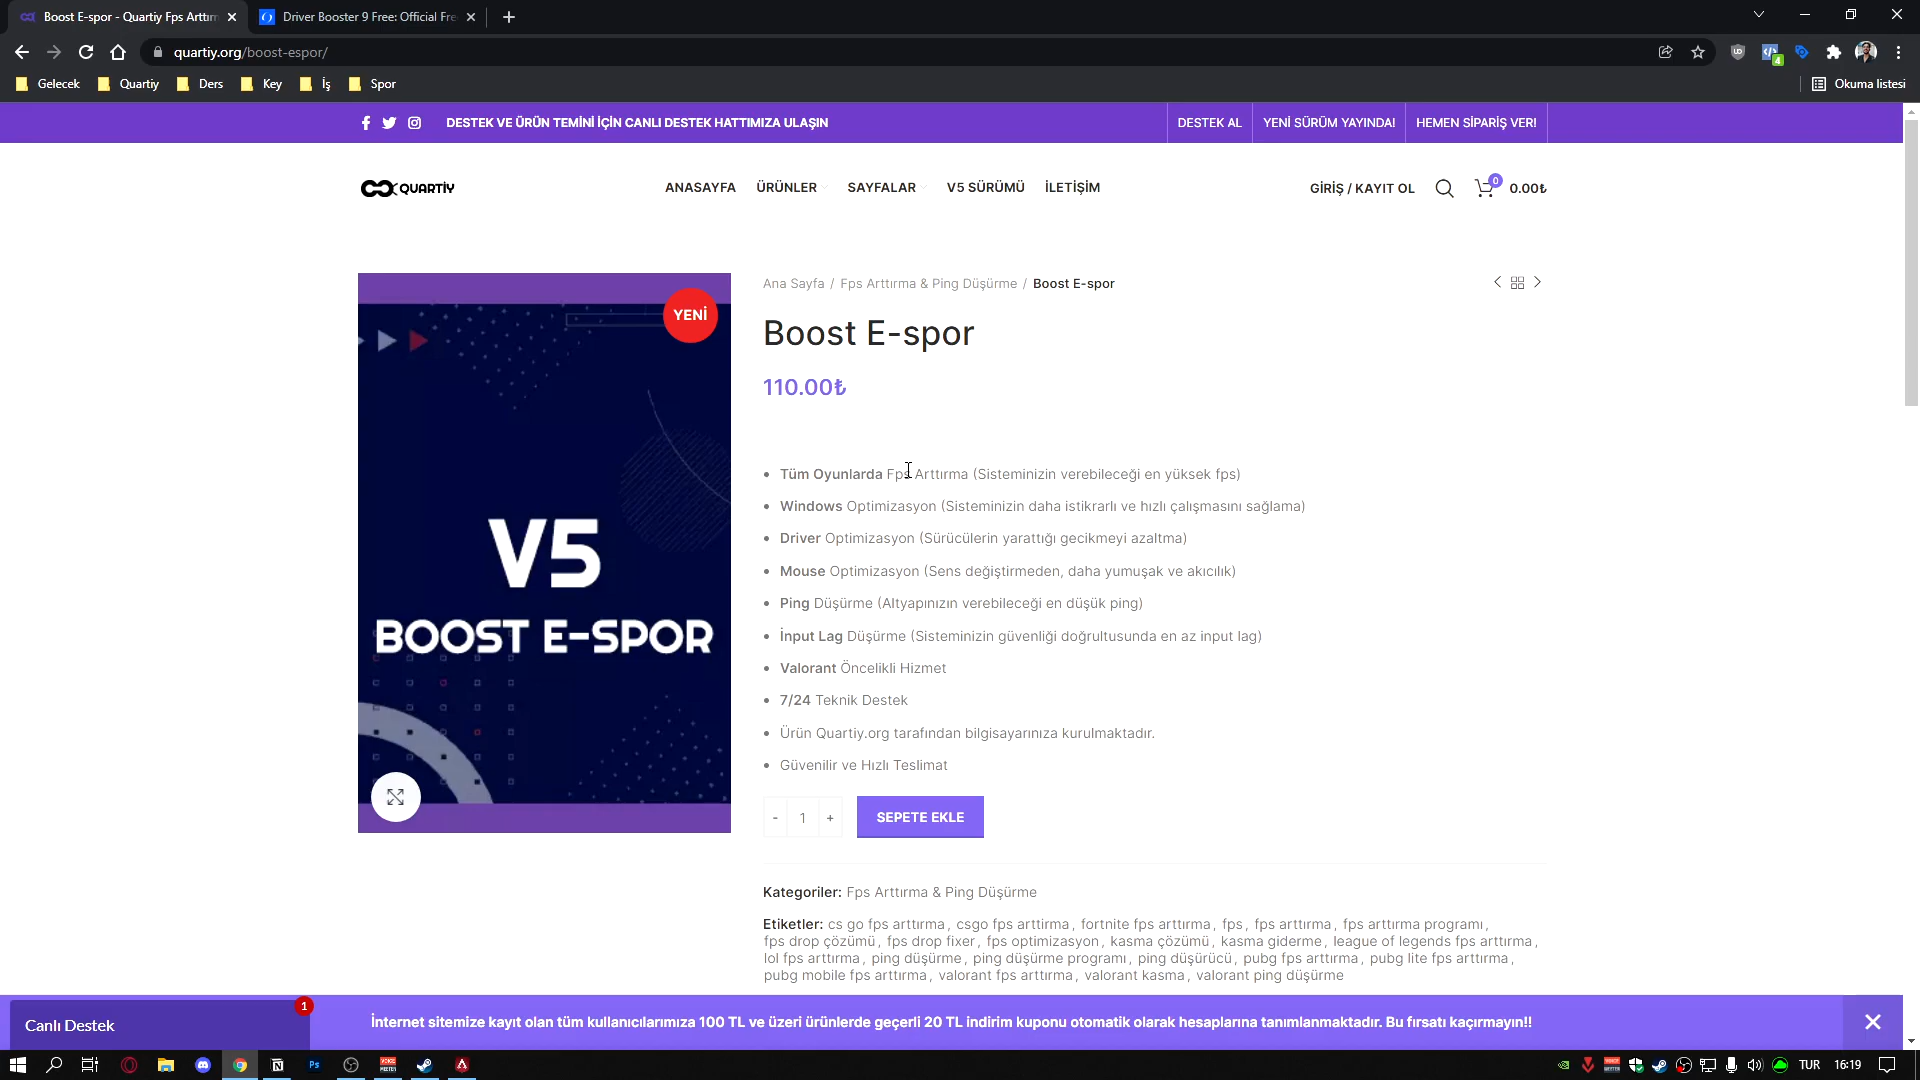 Boost E-spor - Quartiy Fps Arttırm
Driver Booster 9 Free: Official Fre
quartiy.org/boost-espor/
4
Gelecek
Quartiy
Ders
Key
İş
Spor
Okuma listesi
DESTEK VE ÜRÜN TEMİNİ İÇİN CANLI DESTEK HATTIMIZA ULAŞIN
DESTEK AL
YENİ SÜRÜM YAYINDA!
HEMEN SİPARİŞ VER!
QUARTİY
ANASAYFA
ÜRÜNLER
SAYFALAR
V5 SÜRÜMÜ
İLETİŞİM
GİRİŞ / KAYIT OL
0
0.00₺
YENİ
V5
BOOST E-SPOR
Ana Sayfa / Fps Arttırma & Ping Düşürme / Boost E-spor
Boost E-spor
110.00₺
Tüm Oyunlarda Fps Arttırma (Sisteminizin verebileceği en yüksek fps)
Windows Optimizasyon (Sisteminizin daha istikrarlı ve hızlı çalışmasını sağlama)
Driver Optimizasyon (Sürücülerin yarattığı gecikmeyi azaltma)
Mouse Optimizasyon (Sens değiştirmeden, daha yumuşak ve akıcılık)
Ping Düşürme (Altyapınızın verebileceği en düşük ping)
İnput Lag Düşürme (Sisteminizin güvenliği doğrultusunda en az input lag)
Valorant Öncelikli Hizmet
7/24 Teknik Destek
Ürün Quartiy.org tarafından bilgisayarınıza kurulmaktadır.
Güvenilir ve Hızlı Teslimat
- 1 +
SEPETE EKLE
Kategoriler: Fps Arttırma & Ping Düşürme
Etiketler: cs go fps arttırma, csgo fps arttirma, fortnite fps arttırma, fps, fps arttırma, fps arttırma programı,
fps drop çözümü, fps drop fixer, fps optimizasyon, kasma çözümü, kasma giderme, league of legends fps arttırma,
lol fps arttırma, ping düşürme, ping düşürme programı, ping düşürücü, pubg fps arttırma, pubg lite fps arttırma,
pubg mobile fps arttırma, valorant fps arttırma, valorant kasma, valorant ping düşürme
Canlı Destek
1
İnternet sitemize kayıt olan tüm kullanıcılarımıza 100 TL ve üzeri ürünlerde geçerli 20 TL indirim kuponu otomatik olarak hesaplarına tanımlanmaktadır. Bu fırsatı kaçırmayın!!
Ps
TUR
16:19